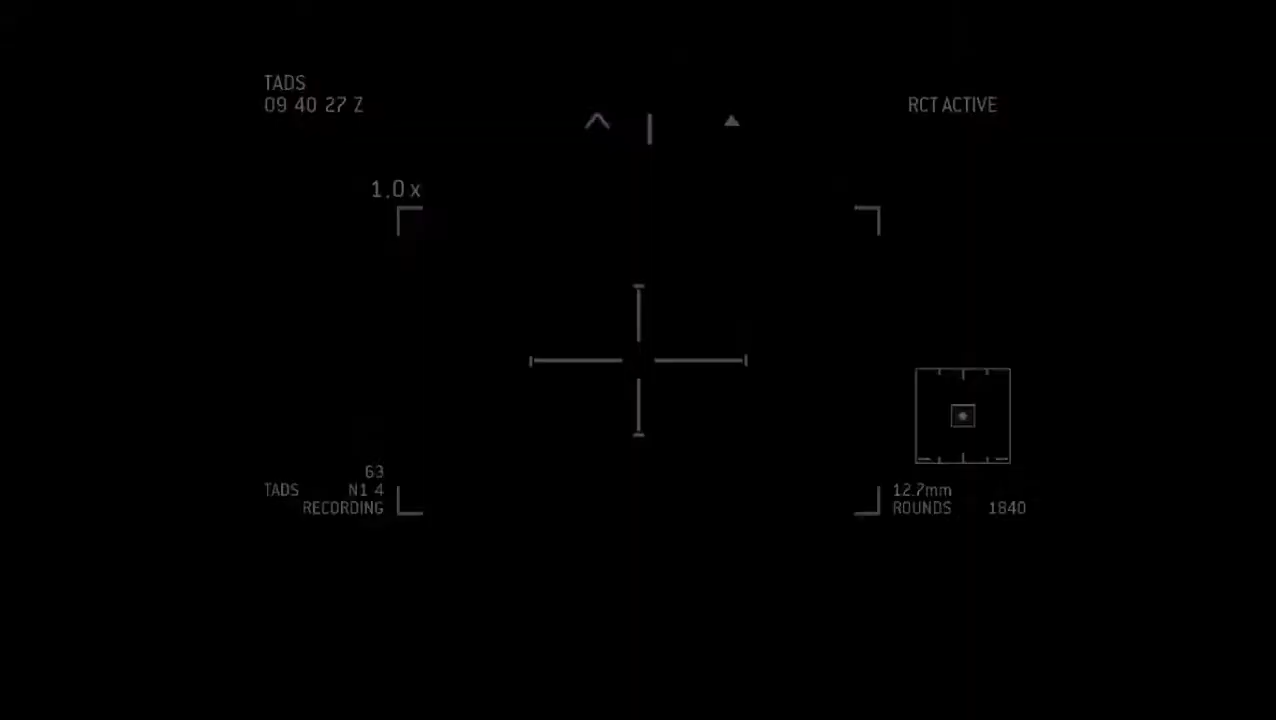 TADS
09 40 27 Z
RCT ACTIVE
1.0 x
63
TADS N1 4
RECORDING
12.7mm
ROUNDS 1840